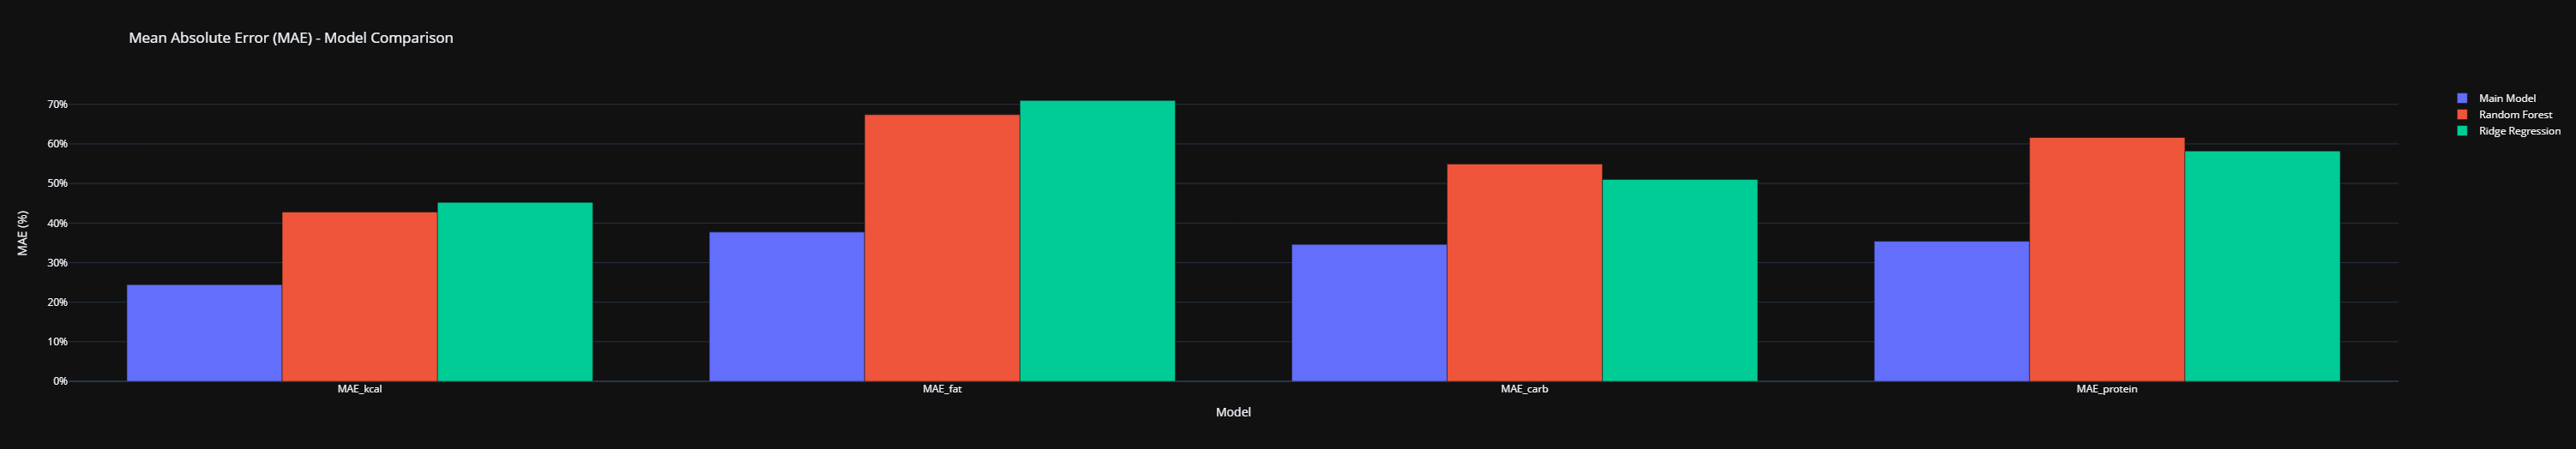 Mean Absolute Error (MAE) - Model Comparison
MAE (%)
70%
60%
50%
40%
30%
20%
10%
0%
MAE_kcal
MAE_fat
MAE_carb
MAE_protein
Model
Main Model
Random Forest
Ridge Regression